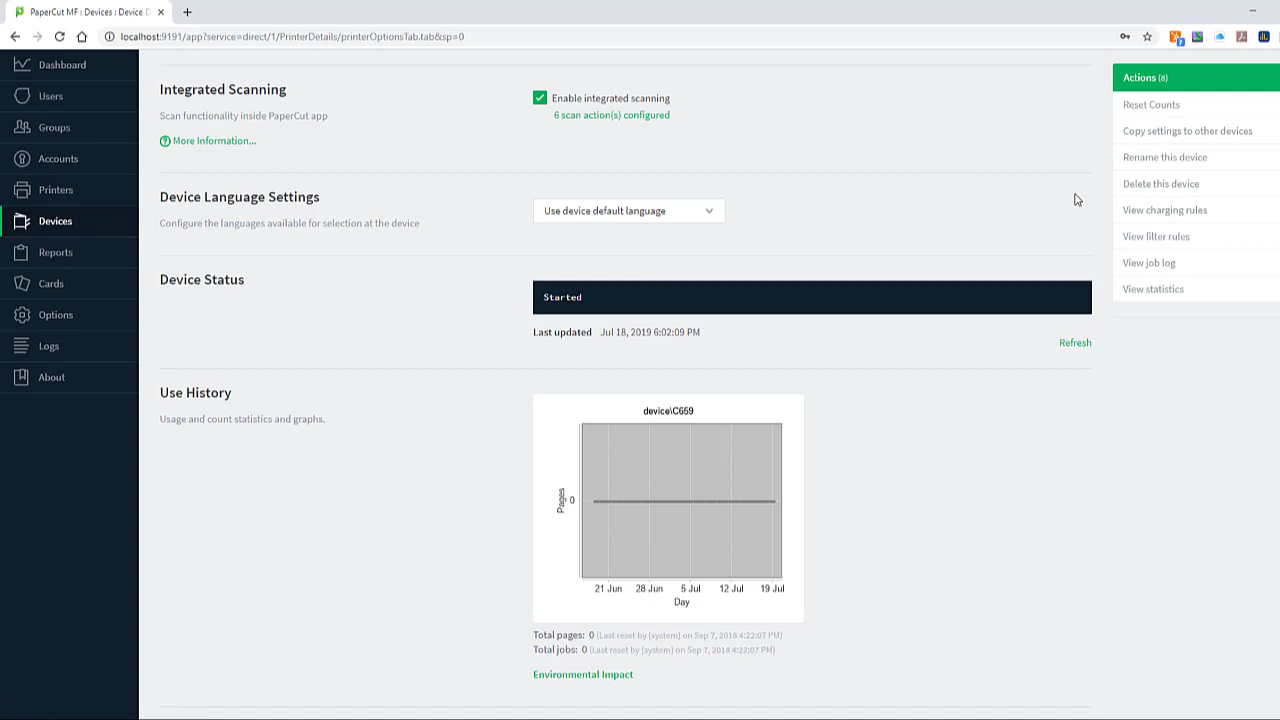 PaperCut MF : Devices : Device D
localhost:9191/app?service=direct/1/PrinterDetails/printerOptionsTab.tab&sp=0
7
Dashboard
Users
Groups
Accounts
Printers
Devices
Reports
Cards
Options
Logs
About
Integrated Scanning
Scan functionality inside PaperCut app
More Information...
Enable integrated scanning
6 scan action(s) configured
Device Language Settings
Configure the languages available for selection at the device
Use device default language
Device Status
Started
Last updated Jul 18, 2019 6:02:09 PM
Refresh
Use History
Usage and count statistics and graphs.
device\C659
Pages
0
21 Jun 28 Jun 5 Jul 12 Jul 19 Jul
Day
Total pages: 0 (Last reset by [system] on Sep 7, 2018 4:22:07 PM)
Total jobs: 0 (Last reset by [system] on Sep 7, 2018 4:22:07 PM)
Environmental Impact
Actions (8)
Reset Counts
Copy settings to other devices
Rename this device
Delete this device
View charging rules
View filter rules
View job log
View statistics